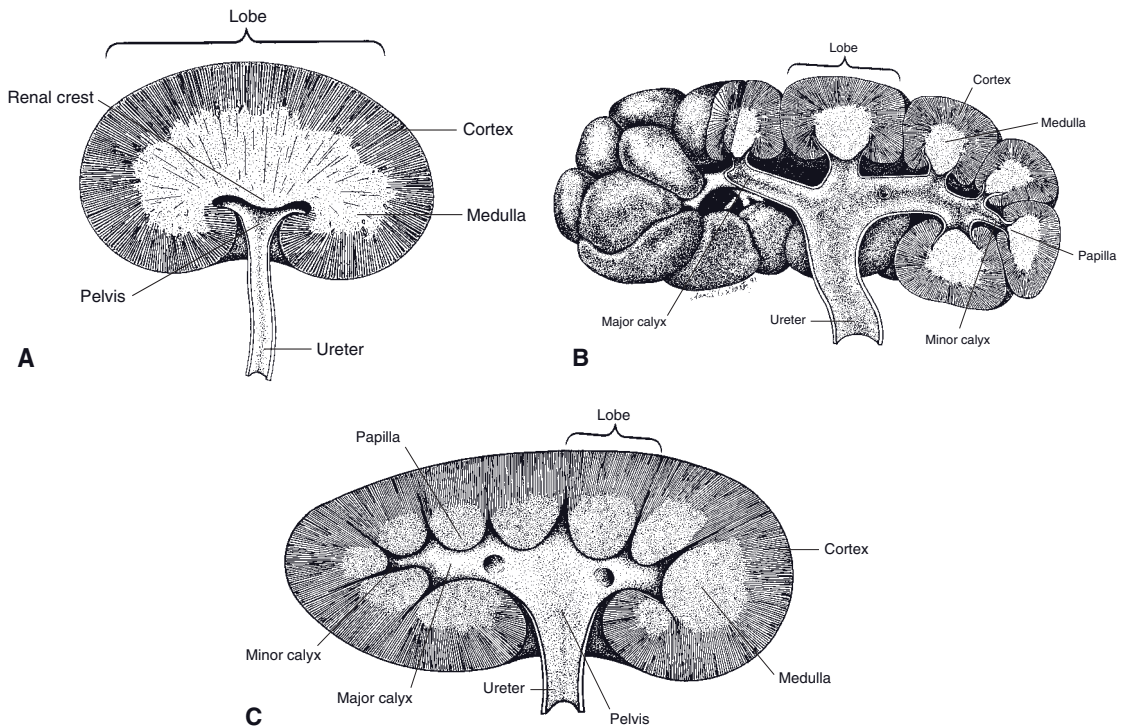 Lobe
Renal crest
Cortex
Medulla
Pelvis
Ureter
A
Lobe
Cortex
Medulla
Papilla
Major calyx
Ureter
Minor calyx
B
Lobe
Papilla
Cortex
Minor calyx
Medulla
Major calyx
Ureter
Pelvis
C